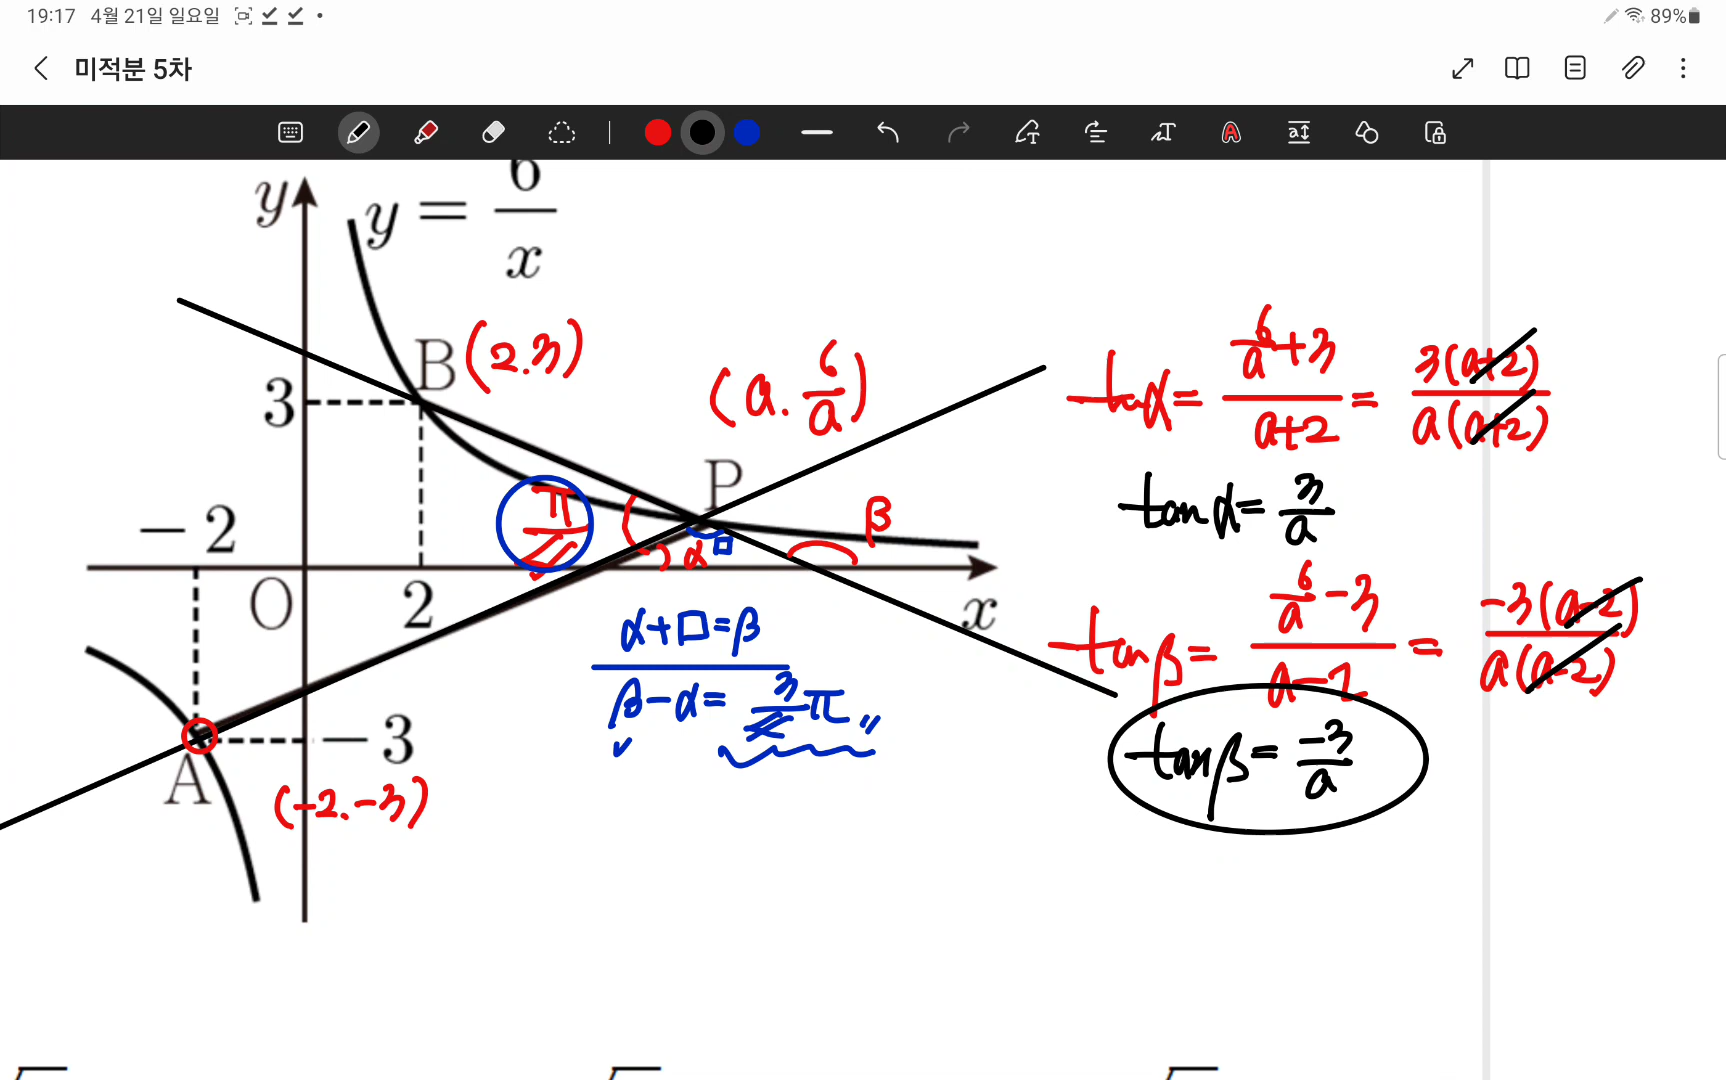 19:17 4월 21일 일요일
89%
미적분 5차
y
y = 6/x
B (2.3)
3
(a. 6/a)
P
tanα = (6/a + 3)/(a+2) = 3(a+2)/a(a+2)
tanα = 3/a
-2
O
2
x
α
β
α+□=β
tanβ = (6/a - 3)/(a-2) = -3(a-2)/a(a-2)
tanβ = -3/a
-3
A
(-2.-3)